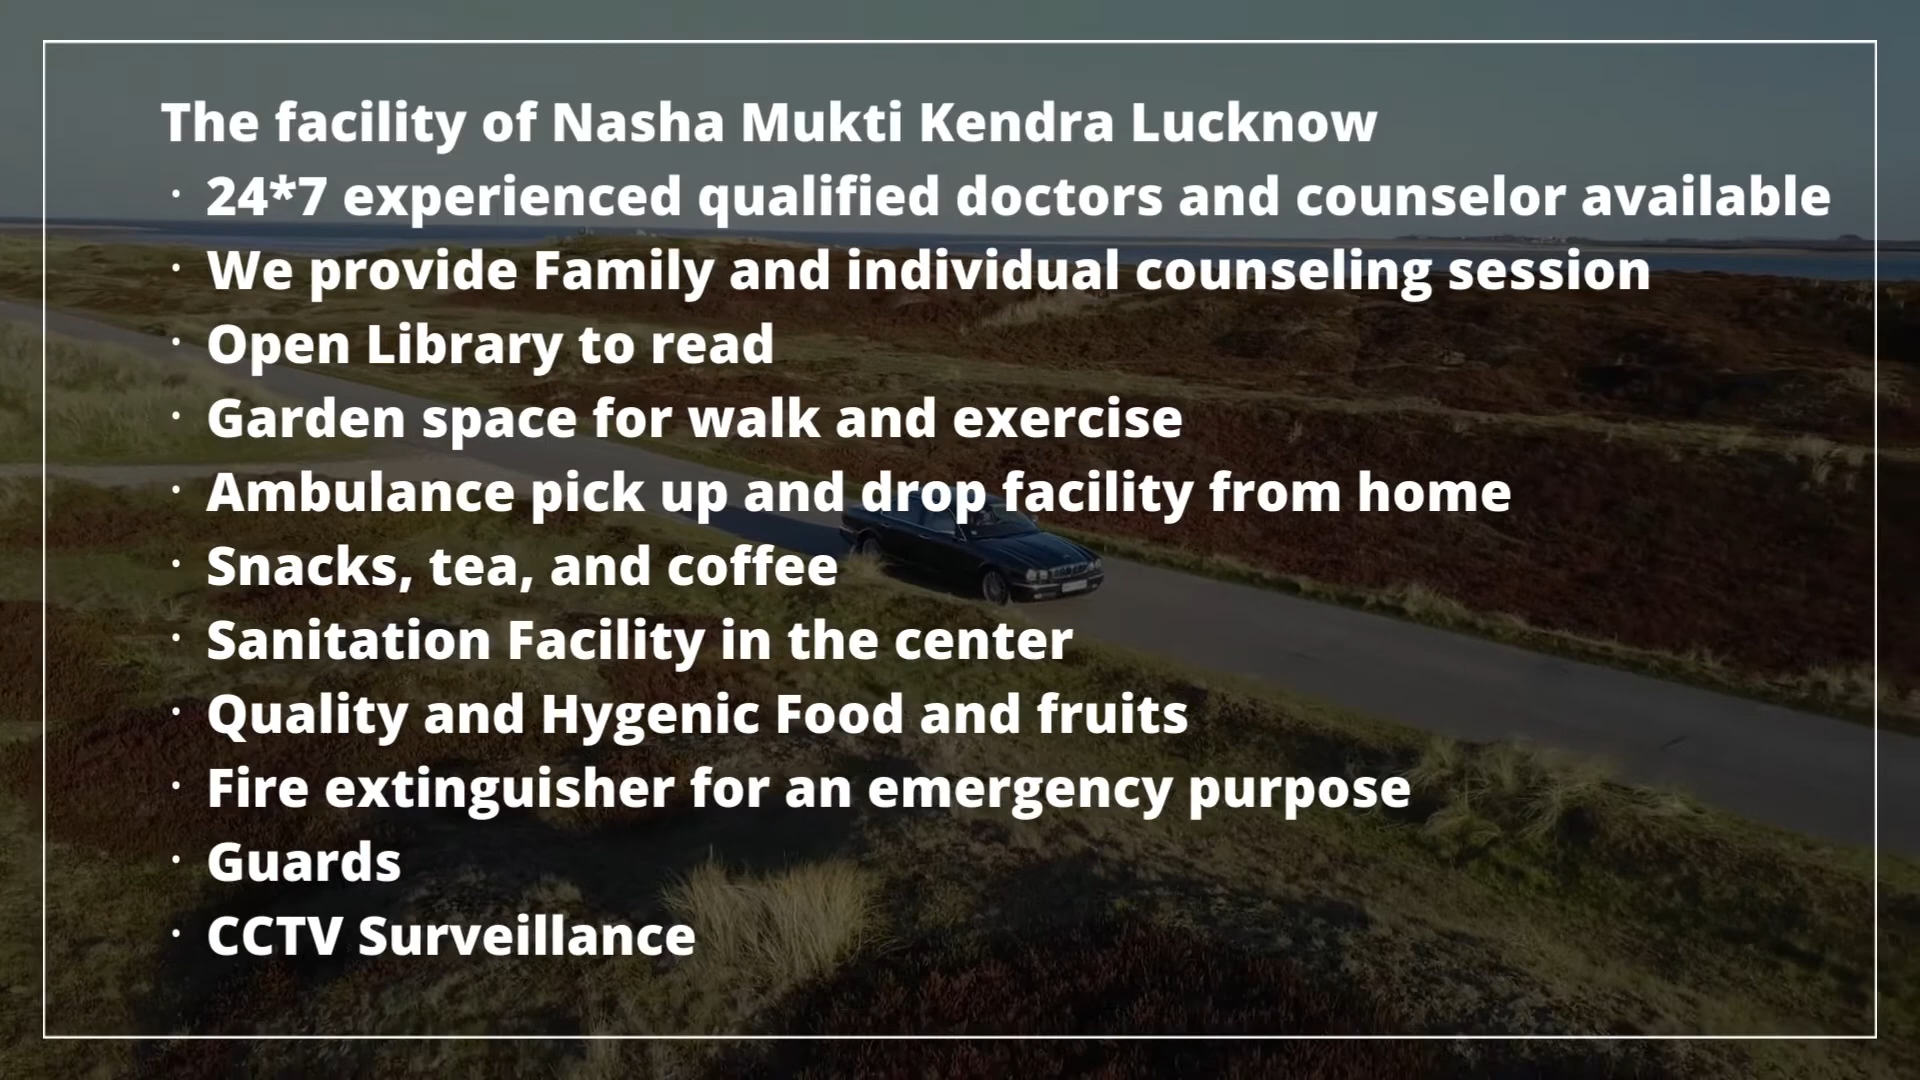 The facility of Nasha Mukti Kendra Lucknow
· 24*7 experienced qualified doctors and counselor available
· We provide Family and individual counseling session
· Open Library to read
· Garden space for walk and exercise
· Ambulance pick up and drop facility from home
· Snacks, tea, and coffee
· Sanitation Facility in the center
· Quality and Hygenic Food and fruits
· Fire extinguisher for an emergency purpose
· Guards
· CCTV Surveillance